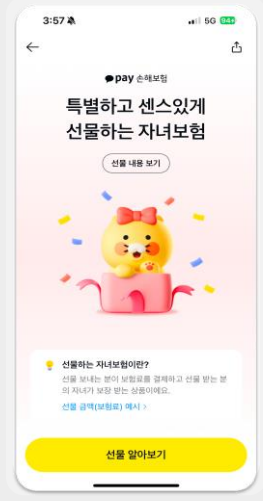 3:57
5G 94+
pay 손해보험
특별하고 센스있게
선물하는 자녀보험
선물 내용 보기
선물하는 자녀보험이란?
선물 보내는 분이 보험료를 결제하고 선물 받는 분
의 자녀가 보장 받는 상품이에요.
선물 금액(보험료) 예시 >
선물 알아보기